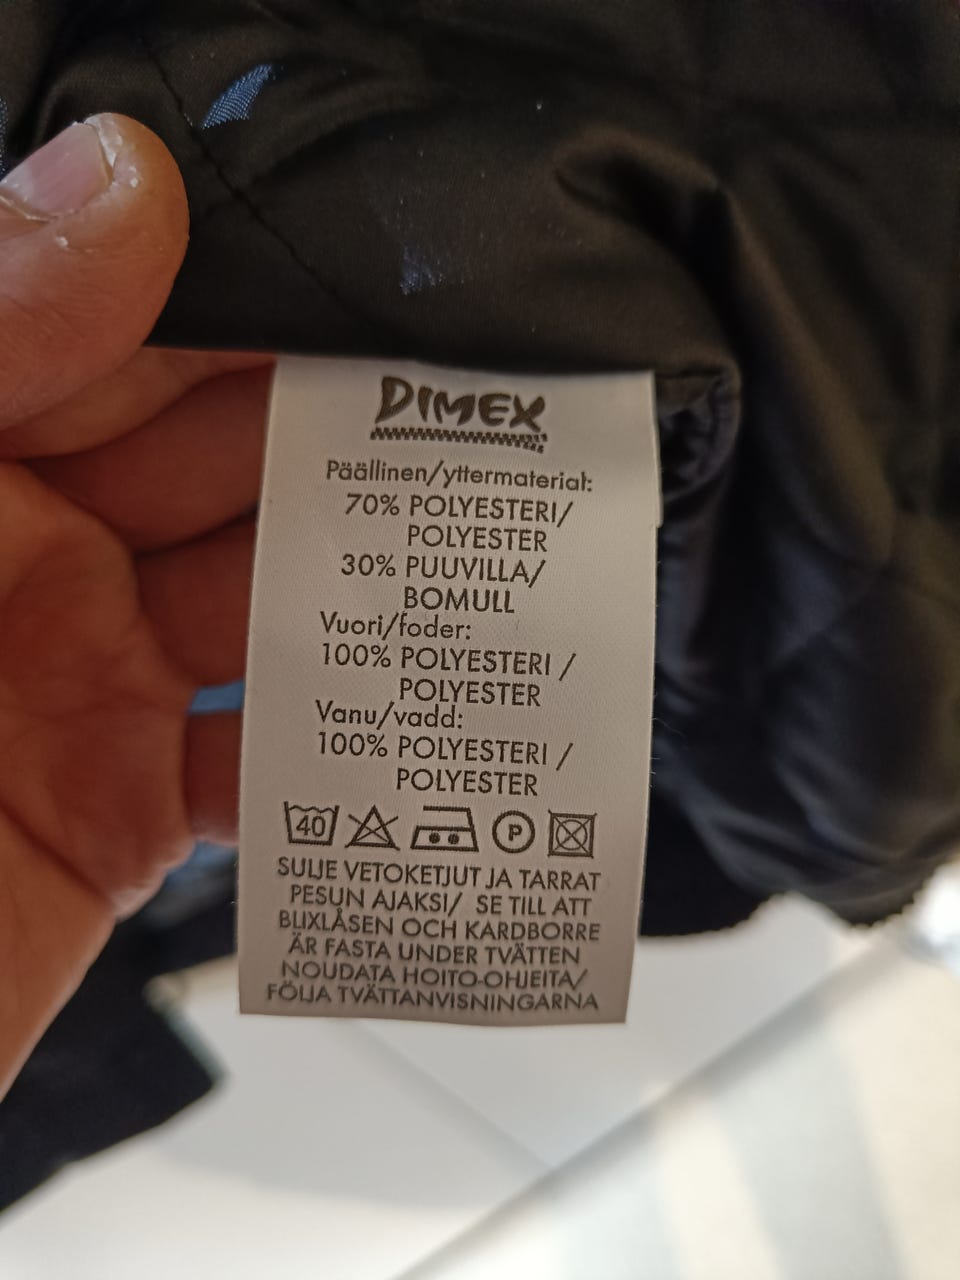 DIMEX
Päällinen/yttermaterial:
70% POLYESTERI/
POLYESTER
30% PUUVILLA/
BOMULL
Vuori/foder:
100% POLYESTERI /
POLYESTER
Vanu/vadd:
100% POLYESTERI /
POLYESTER
40 P
SULJE VETOKETJUT JA TARRAT
PESUN AJAKSI/ SE TILL ATT
BLIXLÅSEN OCH KARDBORRE
ÄR FASTA UNDER TVÄTTEN
NOUDATA HOITO-OHJEITA/
FÖLJA TVÄTTANVISNINGARNA